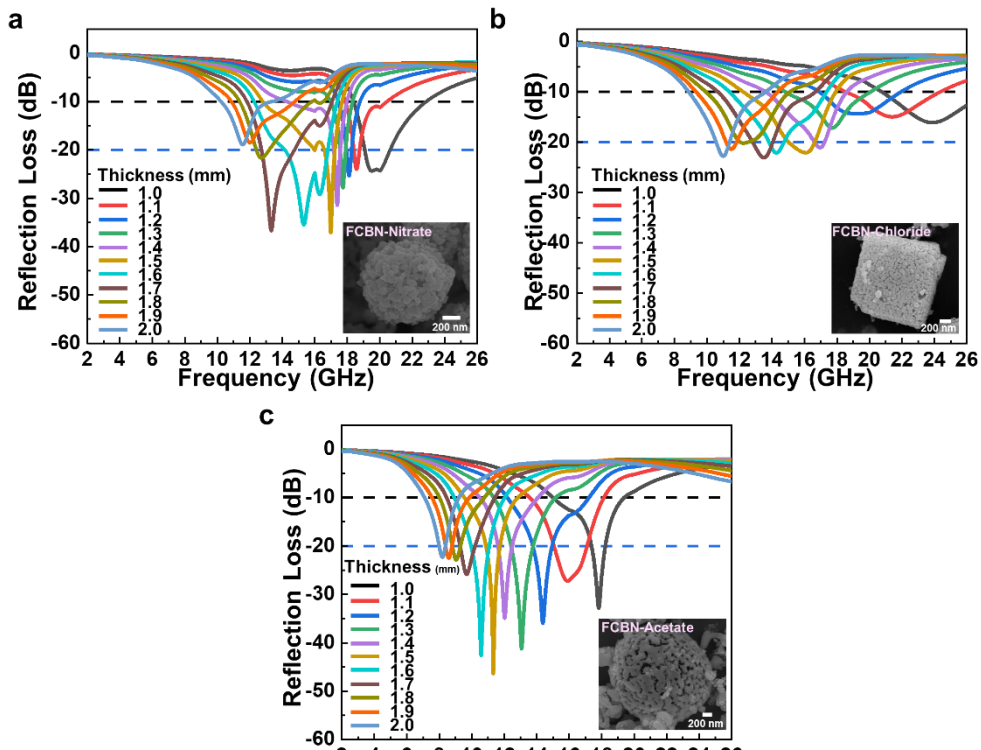 a
0
-10
-20
-30
-40
-50
-60
Reflection Loss (dB)
Thickness (mm)
1.0
1.1
1.2
1.3
1.4
1.5
1.6
1.7
1.8
1.9
2.0
FCBN-Nitrate
200 nm
2 4 6 8 10 12 14 16 18 20 22 24 26
Frequency (GHz)
b
0
-10
-20
-30
-40
-50
-60
Reflection Loss (dB)
Thickness (mm)
1.0
1.1
1.2
1.3
1.4
1.5
1.6
1.7
1.8
1.9
2.0
FCBN-Chloride
200 nm
2 4 6 8 10 12 14 16 18 20 22 24 26
Frequency (GHz)
c
0
-10
-20
-30
-40
-50
-60
Reflection Loss (dB)
Thickness (mm)
1.0
1.1
1.2
1.3
1.4
1.5
1.6
1.7
1.8
1.9
2.0
FCBN-Acetate
200 nm